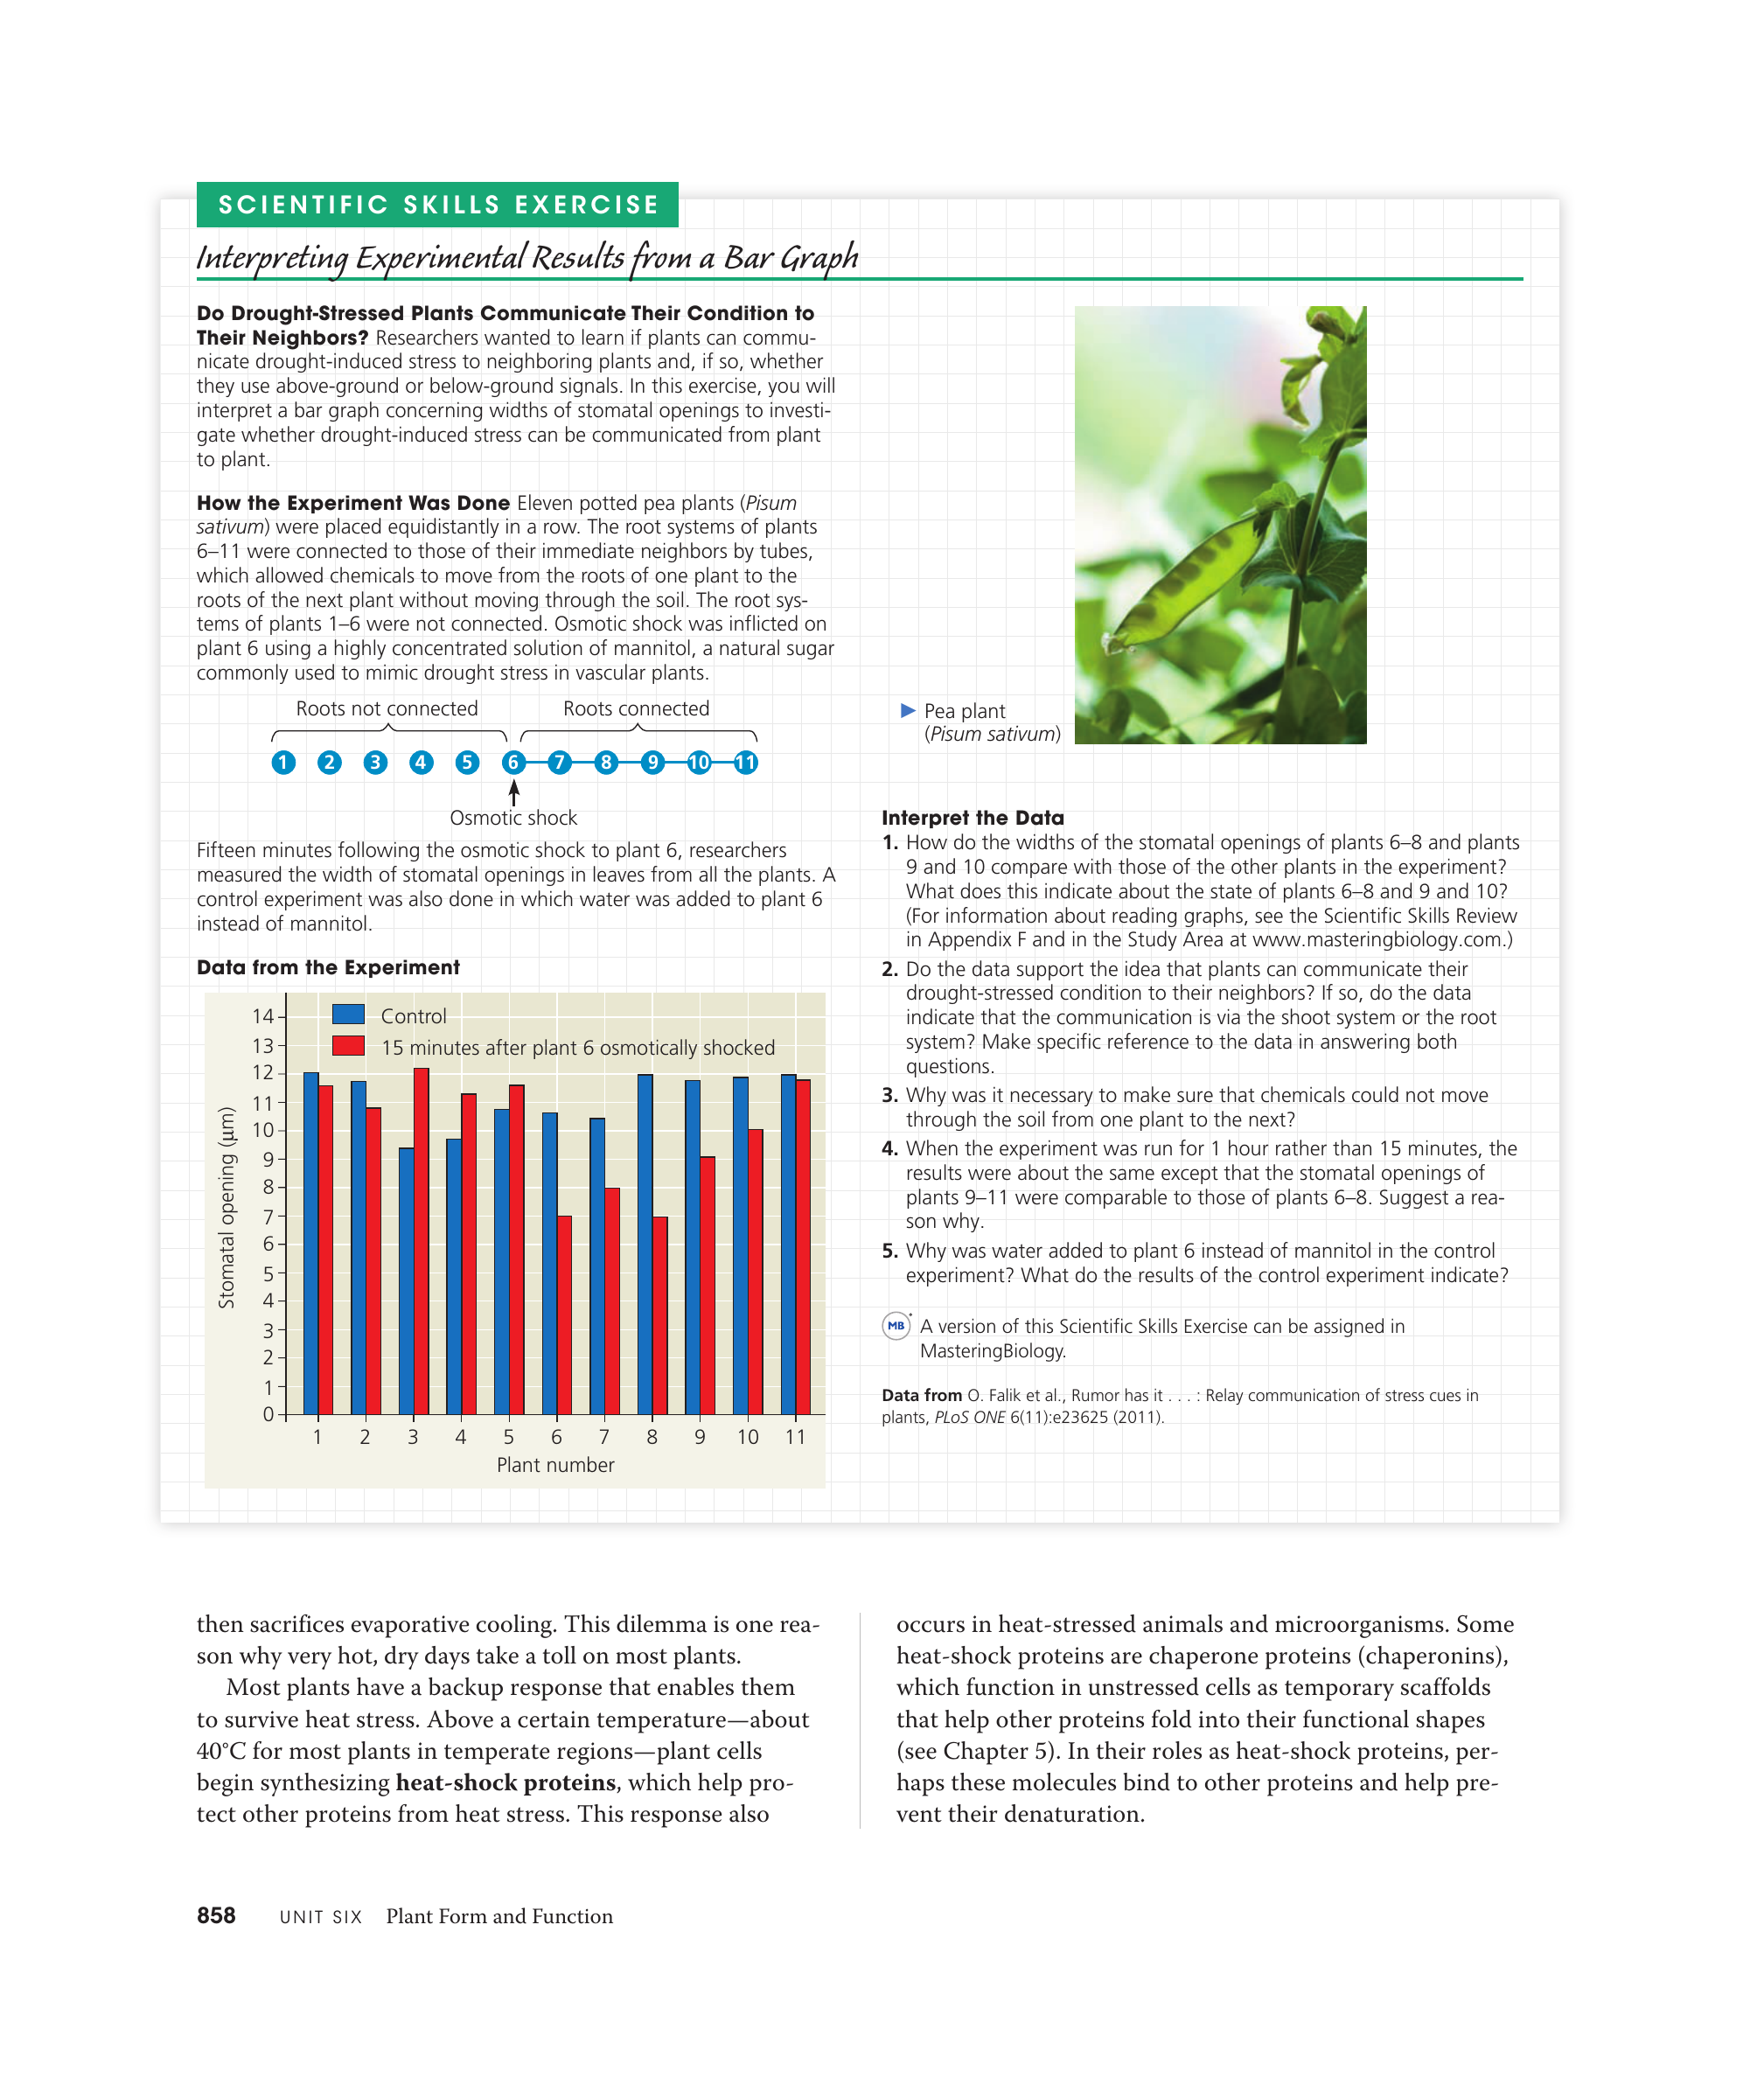 SCIENTIFIC SKILLS EXERCISE
Interpreting Experimental Results from a Bar Graph
Do Drought-Stressed Plants Communicate Their Condition to
Their Neighbors? Researchers wanted to learn if plants can commu-
nicate drought-induced stress to neighboring plants and, if so, whether
they use above-ground or below-ground signals. In this exercise, you will
interpret a bar graph concerning widths of stomatal openings to investi-
gate whether drought-induced stress can be communicated from plant
to plant.
How the Experiment Was Done Eleven potted pea plants (Pisum
sativum) were placed equidistantly in a row. The root systems of plants
6–11 were connected to those of their immediate neighbors by tubes,
which allowed chemicals to move from the roots of one plant to the
roots of the next plant without moving through the soil. The root sys-
tems of plants 1–6 were not connected. Osmotic shock was inflicted on
plant 6 using a highly concentrated solution of mannitol, a natural sugar
commonly used to mimic drought stress in vascular plants.
Roots not connected Roots connected
1 2 3 4 5 6 7 8 9 10 11
Osmotic shock
Fifteen minutes following the osmotic shock to plant 6, researchers
measured the width of stomatal openings in leaves from all the plants. A
control experiment was also done in which water was added to plant 6
instead of mannitol.
Data from the Experiment
Control
15 minutes after plant 6 osmotically shocked
Stomatal opening (μm)
14
13
12
11
10
9
8
7
6
5
4
3
2
1
0
1 2 3 4 5 6 7 8 9 10 11
Plant number
▶ Pea plant
(Pisum sativum)
Interpret the Data
1. How do the widths of the stomatal openings of plants 6–8 and plants
9 and 10 compare with those of the other plants in the experiment?
What does this indicate about the state of plants 6–8 and 9 and 10?
(For information about reading graphs, see the Scientific Skills Review
in Appendix F and in the Study Area at www.masteringbiology.com.)
2. Do the data support the idea that plants can communicate their
drought-stressed condition to their neighbors? If so, do the data
indicate that the communication is via the shoot system or the root
system? Make specific reference to the data in answering both
questions.
3. Why was it necessary to make sure that chemicals could not move
through the soil from one plant to the next?
4. When the experiment was run for 1 hour rather than 15 minutes, the
results were about the same except that the stomatal openings of
plants 9–11 were comparable to those of plants 6–8. Suggest a rea-
son why.
5. Why was water added to plant 6 instead of mannitol in the control
experiment? What do the results of the control experiment indicate?
MB A version of this Scientific Skills Exercise can be assigned in
MasteringBiology.
Data from O. Falik et al., Rumor has it . . . : Relay communication of stress cues in
plants, PLoS ONE 6(11):e23625 (2011).
then sacrifices evaporative cooling. This dilemma is one rea-
son why very hot, dry days take a toll on most plants.
Most plants have a backup response that enables them
to survive heat stress. Above a certain temperature—about
40°C for most plants in temperate regions—plant cells
begin synthesizing heat-shock proteins, which help pro-
tect other proteins from heat stress. This response also
occurs in heat-stressed animals and microorganisms. Some
heat-shock proteins are chaperone proteins (chaperonins),
which function in unstressed cells as temporary scaffolds
that help other proteins fold into their functional shapes
(see Chapter 5). In their roles as heat-shock proteins, per-
haps these molecules bind to other proteins and help pre-
vent their denaturation.
858 UNIT SIX Plant Form and Function